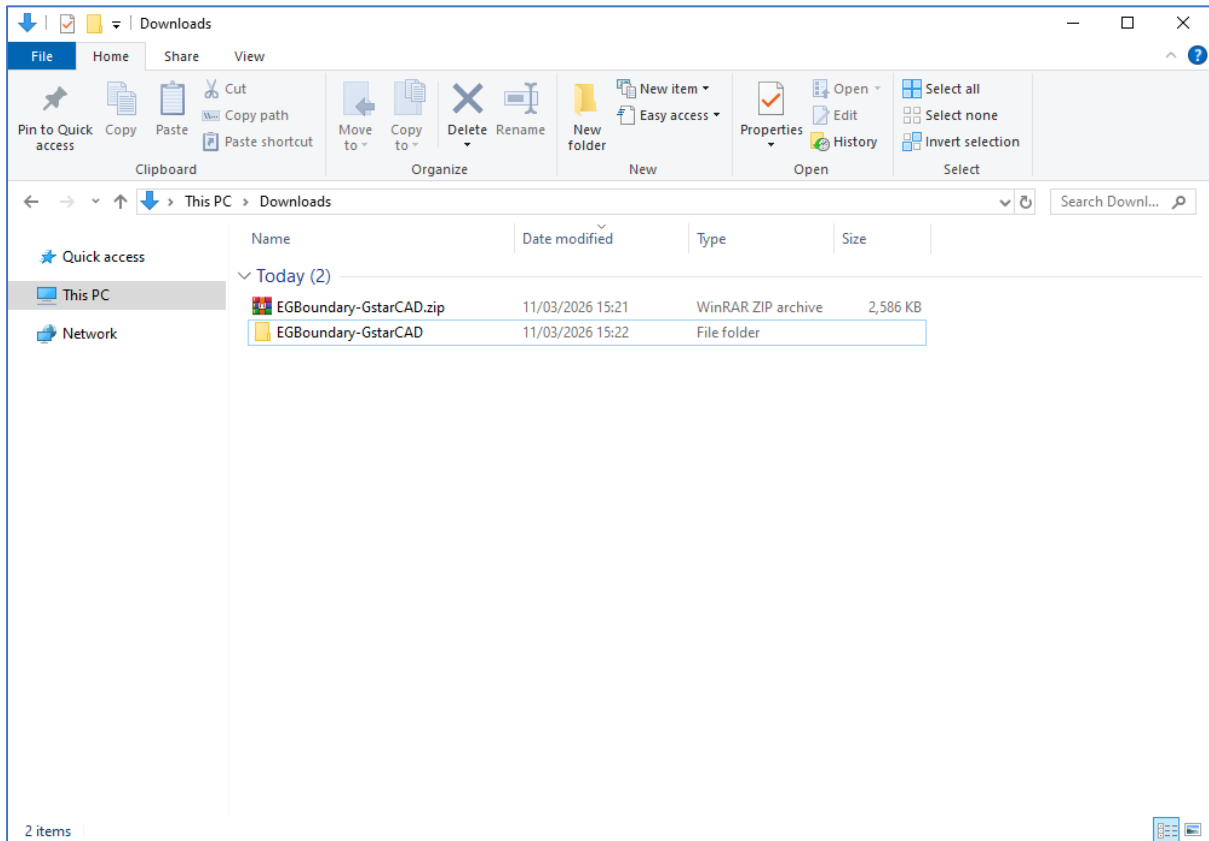 Downloads
File Home Share View
Pin to Quick access Copy Paste Cut Copy path Paste shortcut Move to Copy to Delete Rename New folder New item Easy access Properties Open Edit History Select all Select none Invert selection
Clipboard Organize New Open Select
This PC > Downloads Search Downl...
Name Date modified Type Size
Quick access
Today (2)
This PC
EGBoundary-GstarCAD.zip 11/03/2026 15:21 WinRAR ZIP archive 2,586 KB
EGBoundary-GstarCAD 11/03/2026 15:22 File folder
Network
2 items